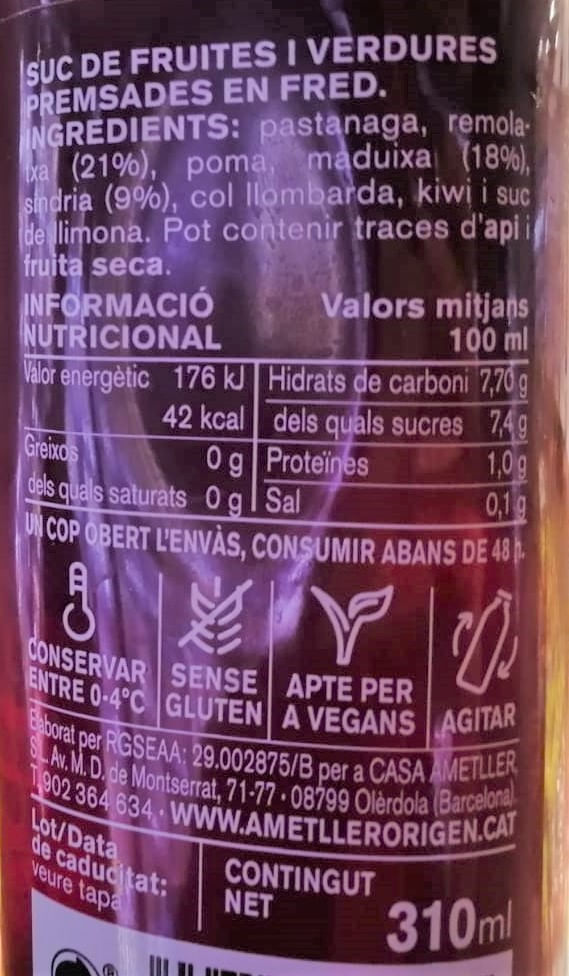 SUC DE FRUITES I VERDURES
PREMSADES EN FRED.
INGREDIENTS: pastanaga, remola-
txa (21%), poma, maduixa (18%),
síndria (9%), col llombarda, kiwi i suc
de llimona. Pot contenir traces d'api i
fruita seca.
INFORMACIÓ NUTRICIONAL Valors mitjans 100 ml
Valor energètic 176 kJ
42 kcal
Greixos 0 g
dels quals saturats 0 g
Hidrats de carboni 7,70 g
dels quals sucres 7,4 g
Proteïnes 1,0 g
Sal 0,1 g
UN COP OBERT L'ENVÀS, CONSUMIR ABANS DE 48 h.
CONSERVAR
ENTRE 0-4°C
SENSE
GLUTEN
APTE PER
A VEGANS
AGITAR
Elaborat per RGSEAA: 29.002875/B per a CASA AMETLLER,
S.L. Av. M. D. de Montserrat, 71-77 · 08799 Olèrdola (Barcelona).
T. 902 364 634 · WWW.AMETLLERORIGEN.CAT
Lot/Data
de caducitat:
veure tapa
CONTINGUT
NET
310ml